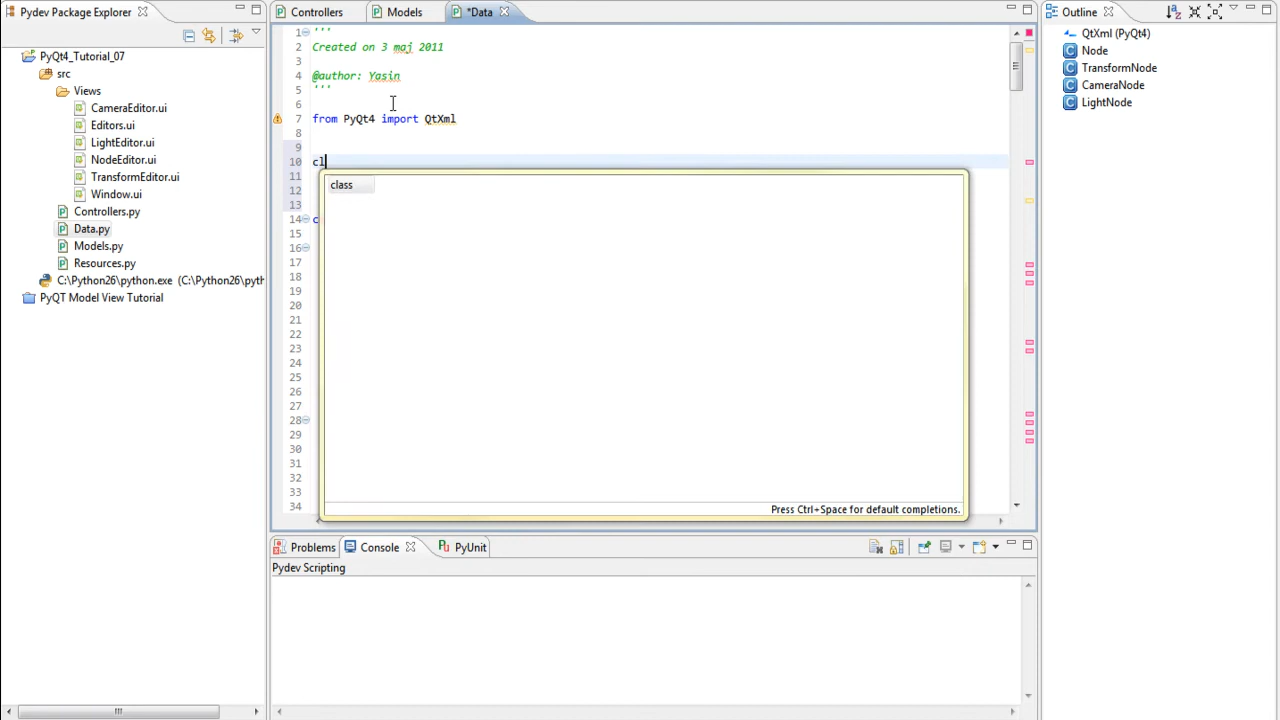 Pydev Package Explorer
PyQt4_Tutorial_07
src
Views
CameraEditor.ui
Editors.ui
LightEditor.ui
NodeEditor.ui
TransformEditor.ui
Window.ui
Controllers.py
Data.py
Models.py
Resources.py
C:\Python26\python.exe (C:\Python26\pyth
PyQT Model View Tutorial
Controllers
Models
*Data
1 '''
2 Created on 3 maj 2011
3
4 @author: Yasin
5 '''
6
7 from PyQt4 import QtXml
8
9
10 cl
11
12
13
14 c
15
16
17
18
19
20
21
22
23
24
25
26
27
28
29
30
31
32
33
34
class
Press Ctrl+Space for default completions.
Problems
Console
PyUnit
Pydev Scripting
Outline
QtXml (PyQt4)
Node
TransformNode
CameraNode
LightNode